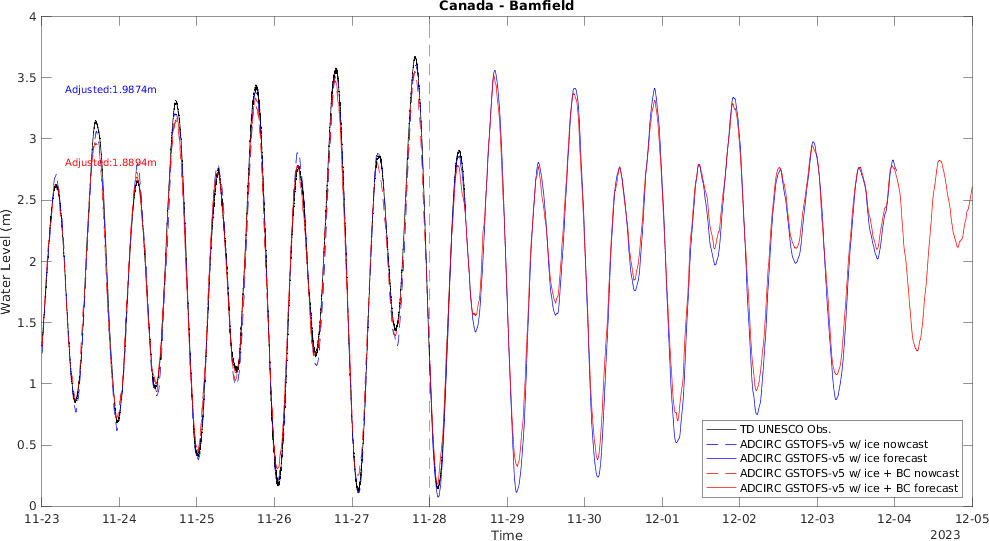 Canada - Bamfield
Water Level (m)
4
3.5
3
2.5
2
1.5
1
0.5
0
Adjusted:1.9874m
Adjusted:1.8894m
TD UNESCO Obs.
ADCIRC GSTOFS-v5 w/ ice nowcast
ADCIRC GSTOFS-v5 w/ ice forecast
ADCIRC GSTOFS-v5 w/ ice + BC nowcast
ADCIRC GSTOFS-v5 w/ ice + BC forecast
11-23 11-24 11-25 11-26 11-27 11-28 11-29 11-30 12-01 12-02 12-03 12-04 12-05
Time
2023